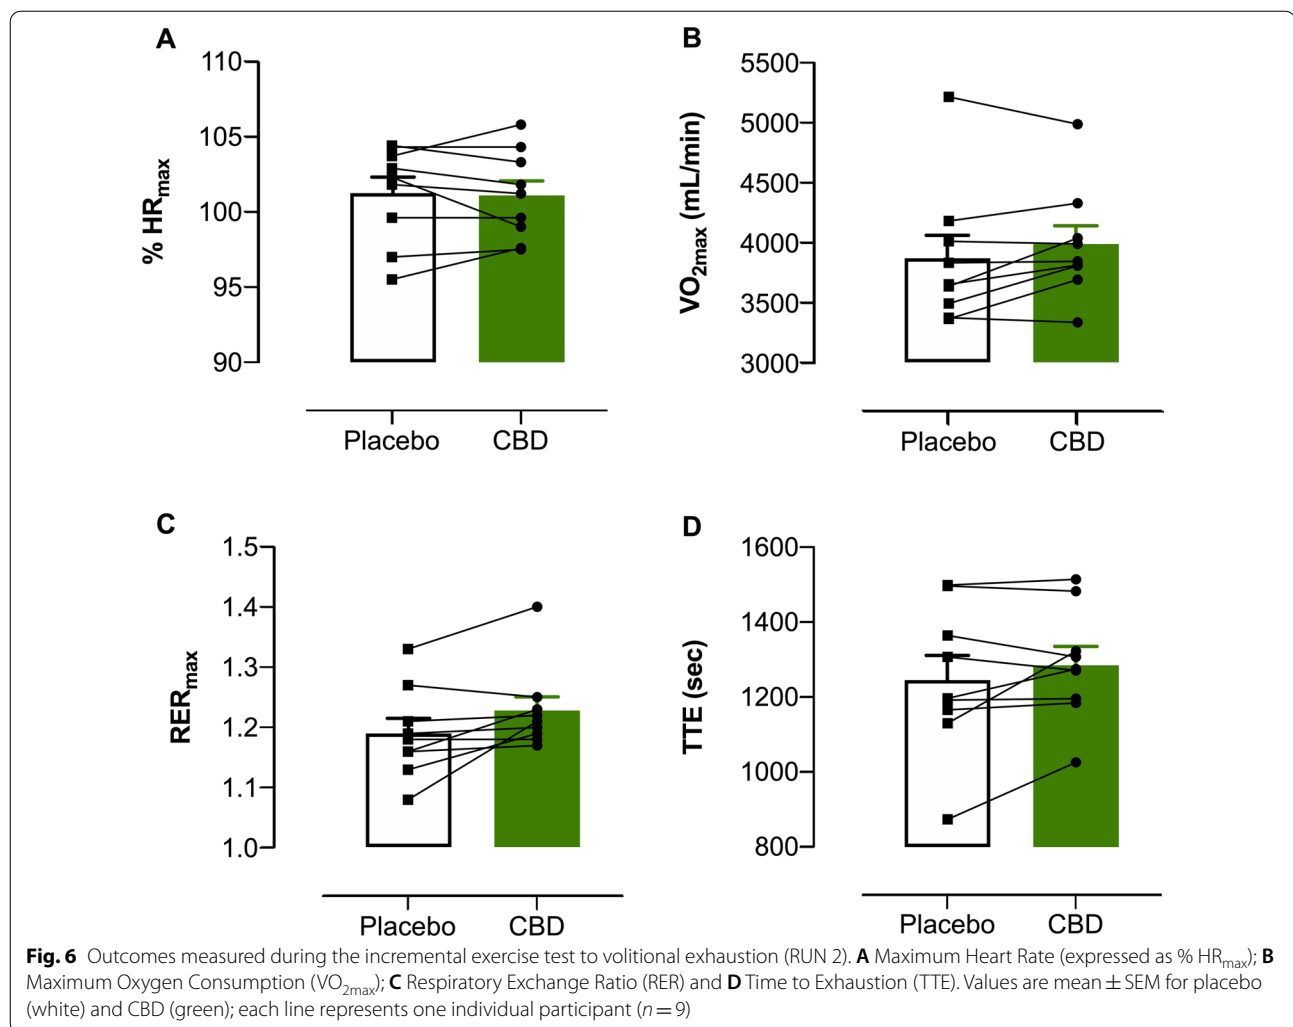 A
110
105
100
95
90
% HRmax
Placebo
CBD
B
5500
5000
4500
4000
3500
3000
VO2max (mL/min)
Placebo
CBD
C
1.5
1.4
1.3
1.2
1.1
1.0
RERmax
Placebo
CBD
D
1600
1400
1200
1000
800
TTE (sec)
Placebo
CBD
Fig. 6 Outcomes measured during the incremental exercise test to volitional exhaustion (RUN 2). A Maximum Heart Rate (expressed as % HRmax); B
Maximum Oxygen Consumption (VO2max); C Respiratory Exchange Ratio (RER) and D Time to Exhaustion (TTE). Values are mean ± SEM for placebo
(white) and CBD (green); each line represents one individual participant (n = 9)